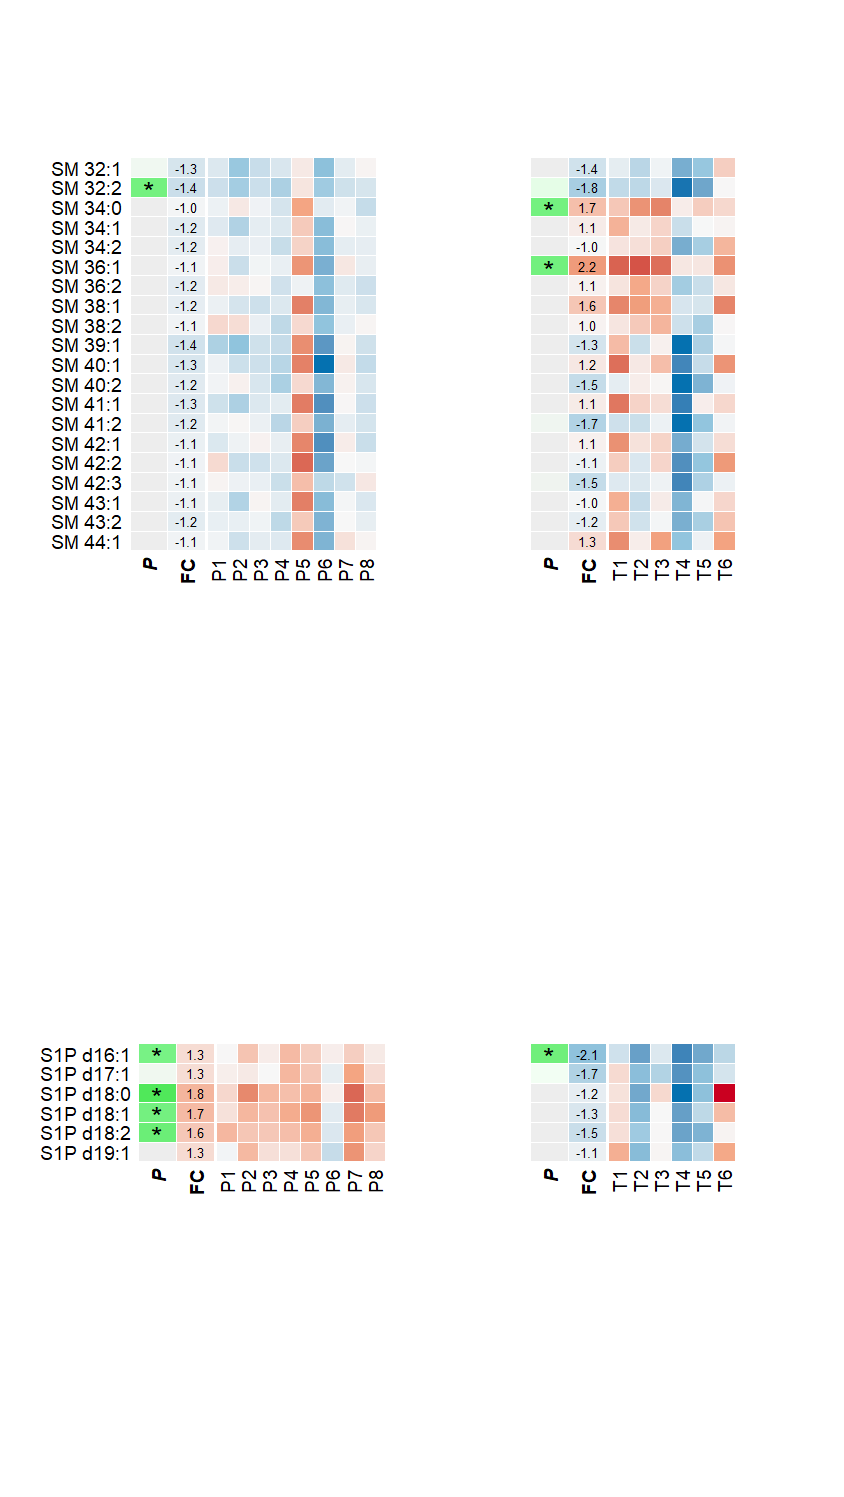 SM 32:1 -1.3 -1.4
SM 32:2 * -1.4 -1.8
SM 34:0 -1.0 * 1.7
SM 34:1 -1.2 1.1
SM 34:2 -1.2 -1.0
SM 36:1 -1.1 * 2.2
SM 36:2 -1.2 1.1
SM 38:1 -1.2 1.6
SM 38:2 -1.1 1.0
SM 39:1 -1.4 -1.3
SM 40:1 -1.3 1.2
SM 40:2 -1.2 -1.5
SM 41:1 -1.3 1.1
SM 41:2 -1.2 -1.7
SM 42:1 -1.1 1.1
SM 42:2 -1.1 -1.1
SM 42:3 -1.1 -1.5
SM 43:1 -1.1 -1.0
SM 43:2 -1.2 -1.2
SM 44:1 -1.1 1.3
P FC P1 P2 P3 P4 P5 P6 P7 P8 P FC T1 T2 T3 T4 T5 T6
S1P d16:1 * 1.3 * -2.1
S1P d17:1 1.3 -1.7
S1P d18:0 * 1.8 -1.2
S1P d18:1 * 1.7 -1.3
S1P d18:2 * 1.6 -1.5
S1P d19:1 1.3 -1.1
P FC P1 P2 P3 P4 P5 P6 P7 P8 P FC T1 T2 T3 T4 T5 T6